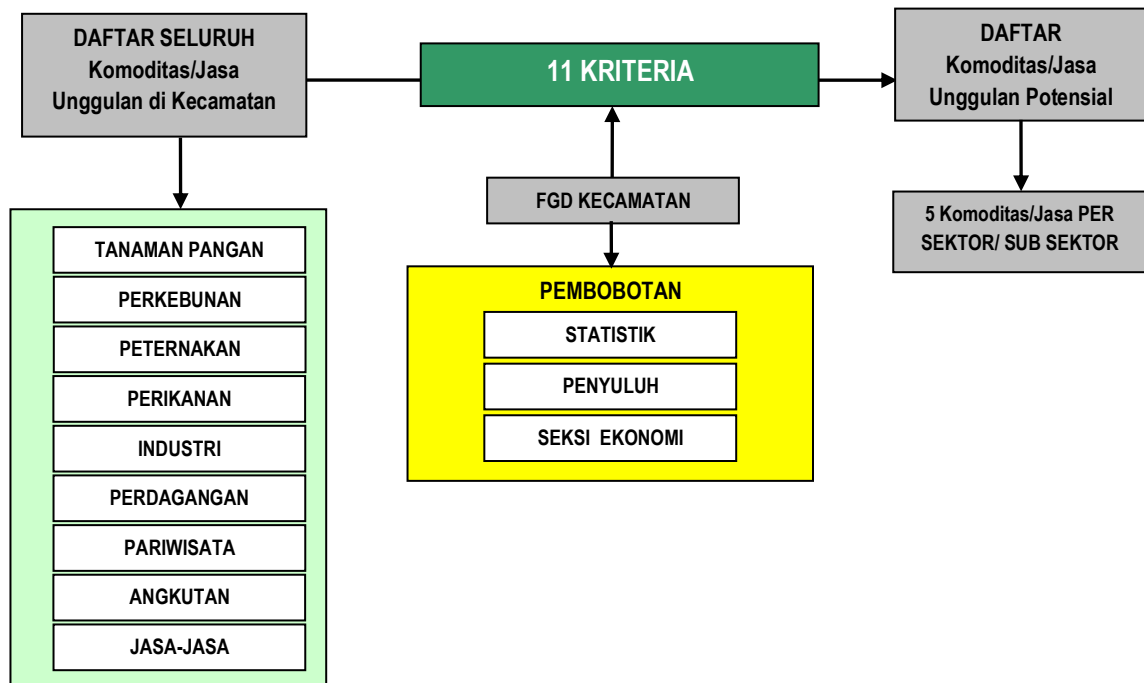 DAFTAR SELURUH
Komoditas/Jasa
Unggulan di Kecamatan
11 KRITERIA
DAFTAR
Komoditas/Jasa
Unggulan Potensial
FGD KECAMATAN
5 Komoditas/Jasa PER
SEKTOR/ SUB SEKTOR
TANAMAN PANGAN
PERKEBUNAN
PETERNAKAN
PERIKANAN
INDUSTRI
PERDAGANGAN
PARIWISATA
ANGKUTAN
JASA-JASA
PEMBOBOTAN
STATISTIK
PENYULUH
SEKSI EKONOMI